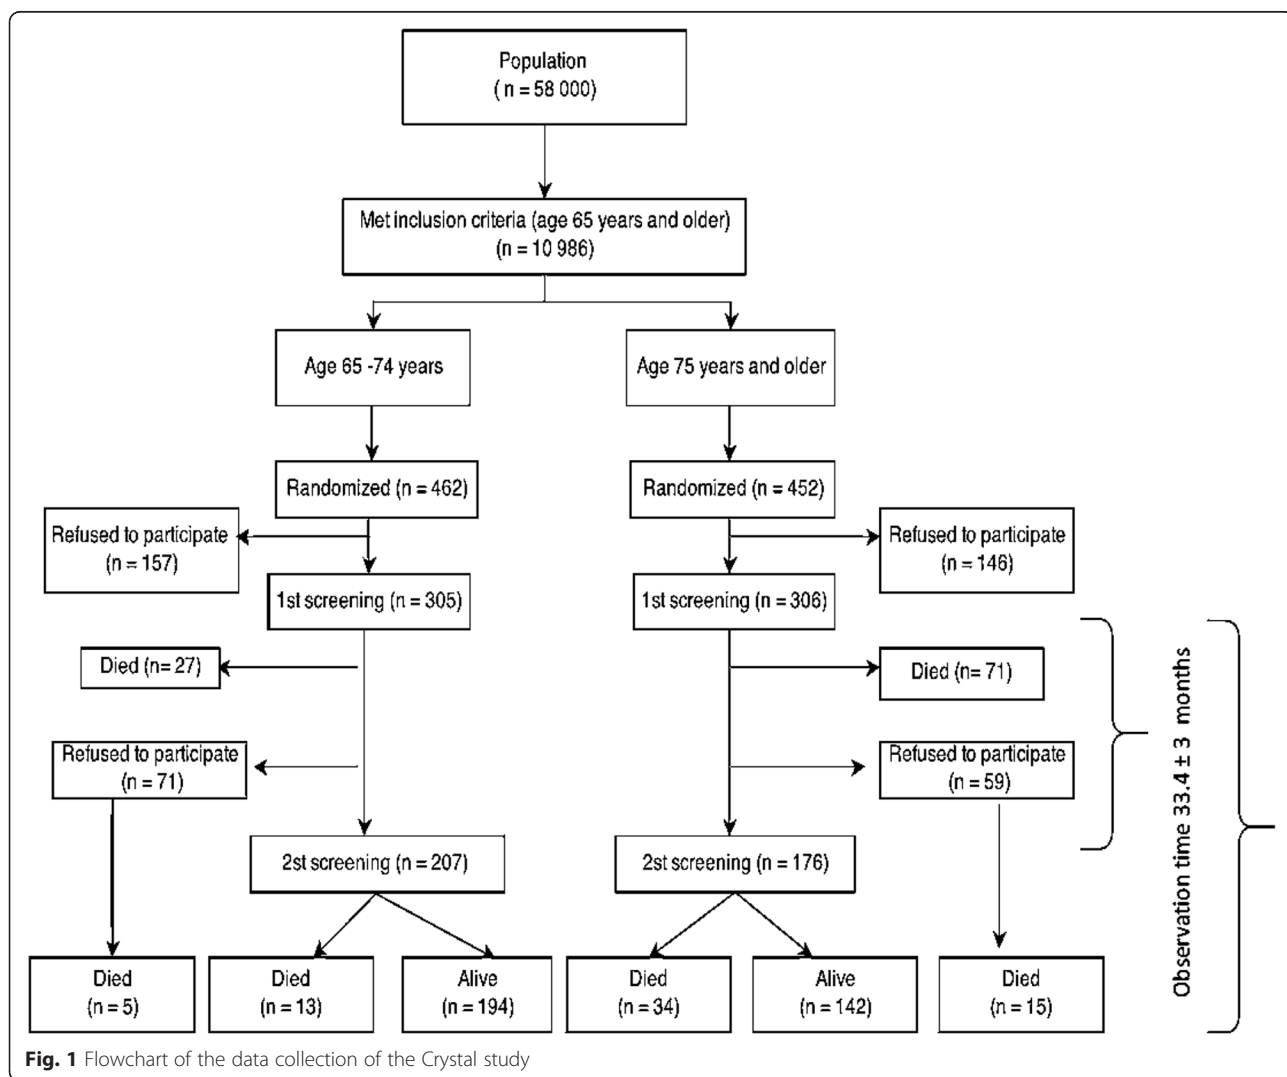 Population
( n = 58 000)
Met inclusion criteria (age 65 years and older)
(n = 10 986)
Age 65 -74 years
Age 75 years and older
Randomized (n = 462)
Randomized (n = 452)
Refused to participate
(n = 157)
Refused to participate
(n = 146)
1st screening (n = 305)
1st screening (n = 306)
Died (n= 27)
Died (n= 71)
Refused to participate
(n = 71)
Refused to participate
(n = 59)
2st screening (n = 207)
2st screening (n = 176)
Observation time 33.4 ± 3 months
Died
(n = 5)
Died
(n = 13)
Alive
(n = 194)
Died
(n = 34)
Alive
(n = 142)
Died
(n = 15)
Fig. 1 Flowchart of the data collection of the Crystal study